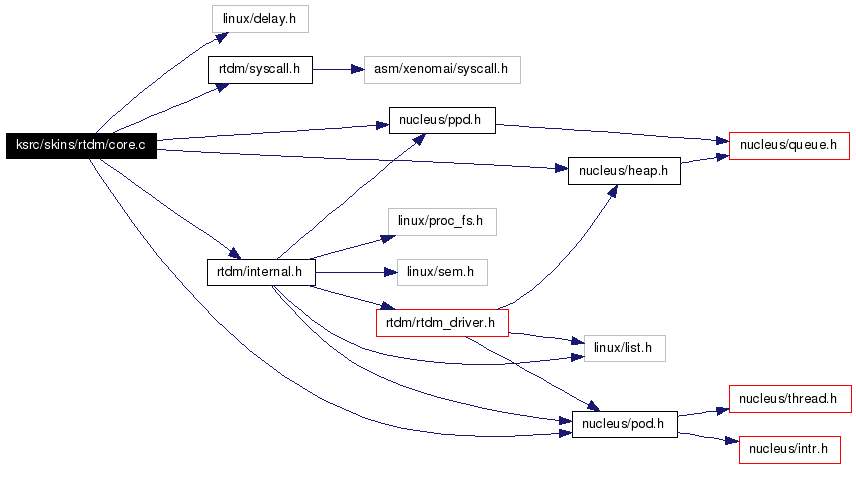 linux/delay.h
rtdm/syscall.h
asm/xenomai/syscall.h
nucleus/ppd.h
ksrc/skins/rtdm/core.c
nucleus/queue.h
nucleus/heap.h
linux/proc_fs.h
rtdm/internal.h
linux/sem.h
rtdm/rtdm_driver.h
linux/list.h
nucleus/thread.h
nucleus/pod.h
nucleus/intr.h